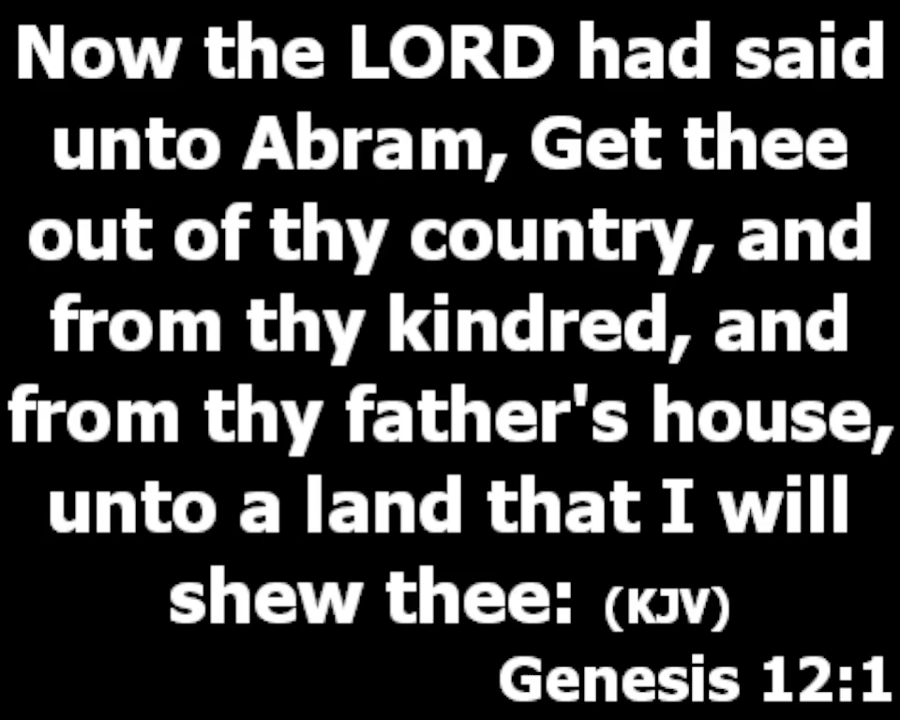 Now the LORD had said
unto Abram, Get thee
out of thy country, and
from thy kindred, and
from thy father's house,
unto a land that I will
shew thee: (KJV)
Genesis 12:1